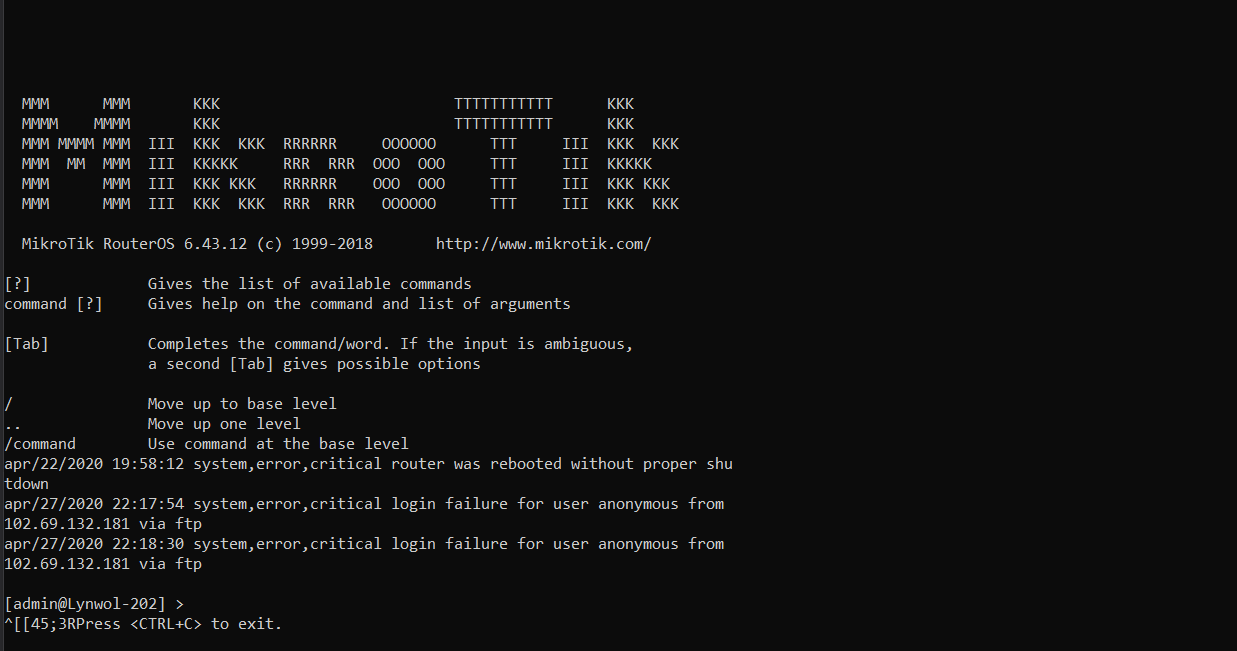 MMM      MMM       KKK                          TTTTTTTTTTT      KKK
MMMM    MMMM       KKK                          TTTTTTTTTTT      KKK
MMM MMMM MMM  III  KKK  KKK  RRRRRR     OOOOOO      TTT     III  KKK  KKK
MMM  MM  MMM  III  KKKKK     RRR  RRR  OOO  OOO     TTT     III  KKKKK
MMM      MMM  III  KKK KKK   RRRRRR    OOO  OOO     TTT     III  KKK KKK
MMM      MMM  III  KKK  KKK  RRR  RRR   OOOOOO      TTT     III  KKK  KKK
MikroTik RouterOS 6.43.12 (c) 1999-2018       http://www.mikrotik.com/
[?]             Gives the list of available commands
command [?]     Gives help on the command and list of arguments
[Tab]           Completes the command/word. If the input is ambiguous,
a second [Tab] gives possible options
/               Move up to base level
..              Move up one level
/command        Use command at the base level
apr/22/2020 19:58:12 system,error,critical router was rebooted without proper shu
tdown
apr/27/2020 22:17:54 system,error,critical login failure for user anonymous from
102.69.132.181 via ftp
apr/27/2020 22:18:30 system,error,critical login failure for user anonymous from
102.69.132.181 via ftp
[admin@Lynwol-202] >
^[[45;3RPress <CTRL+C> to exit.